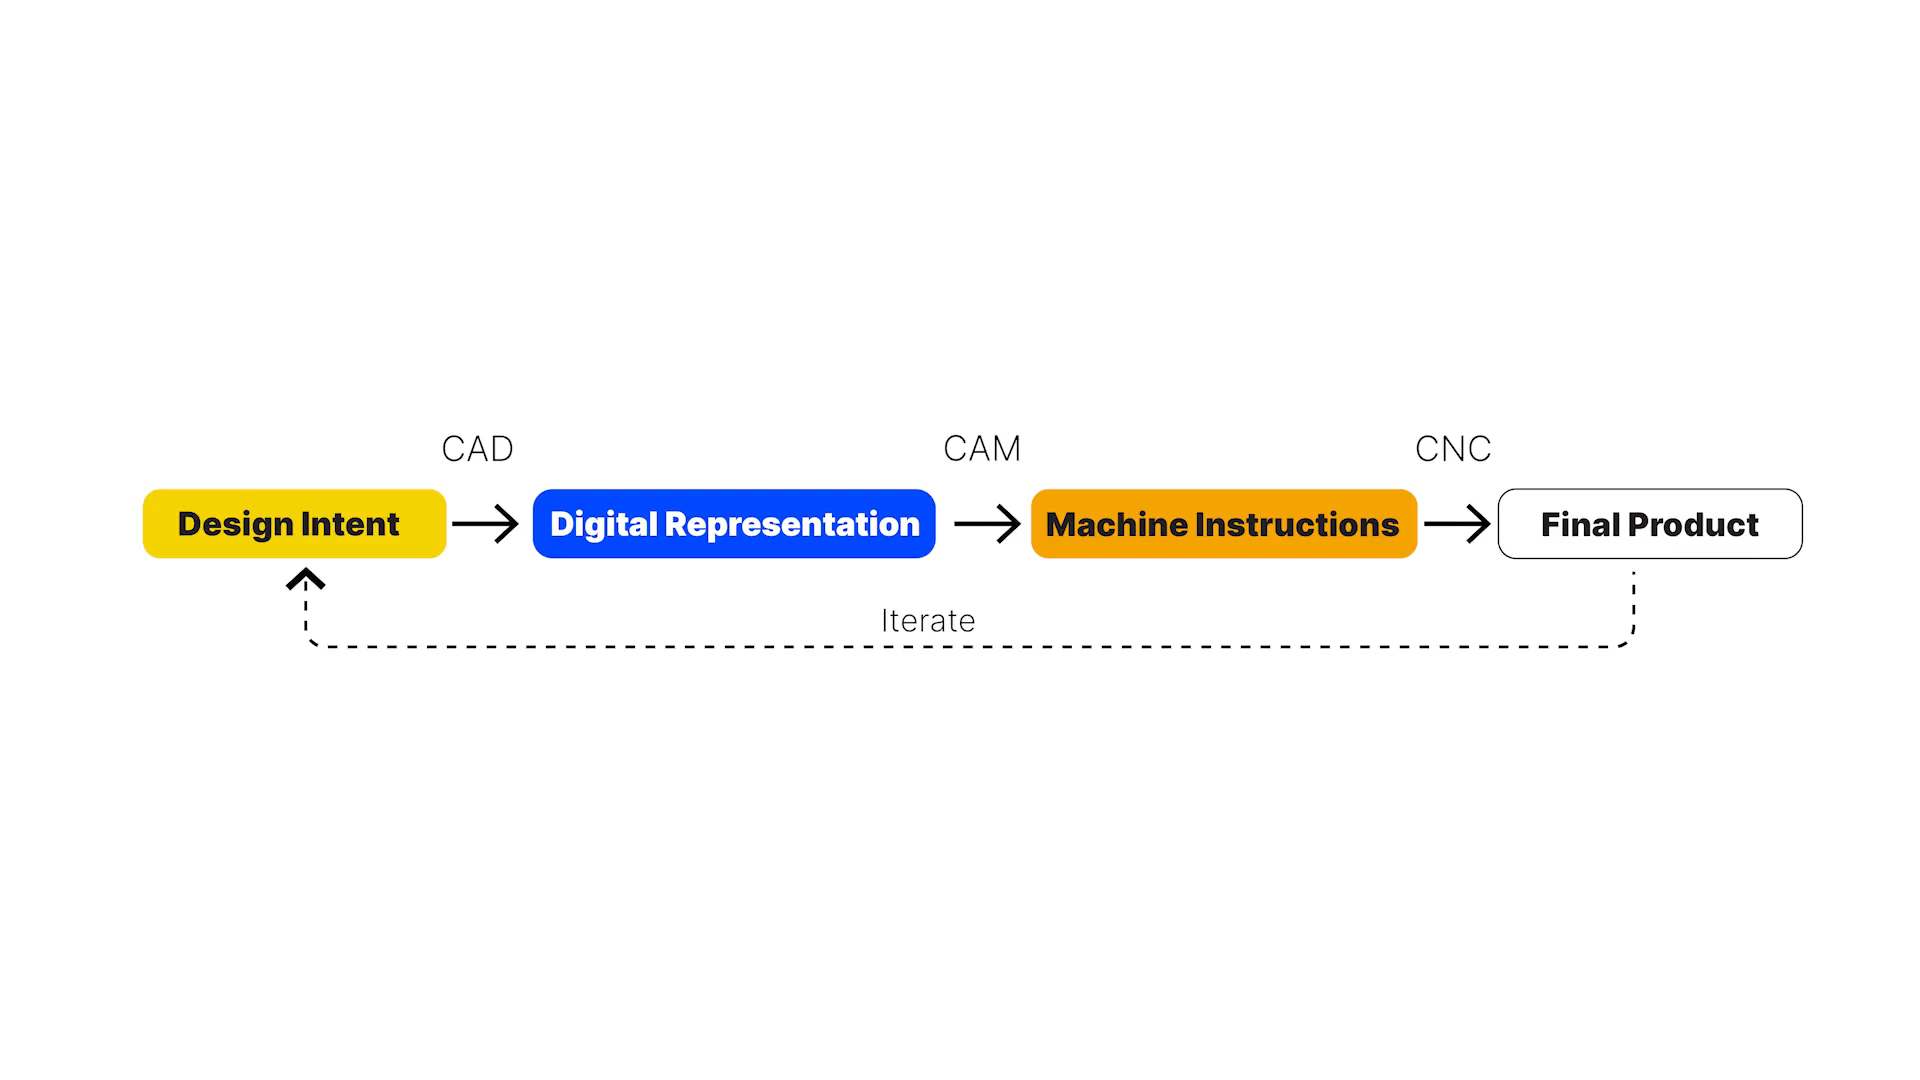 CAD
CAM
CNC
Design Intent
Digital Representation
Machine Instructions
Final Product
Iterate